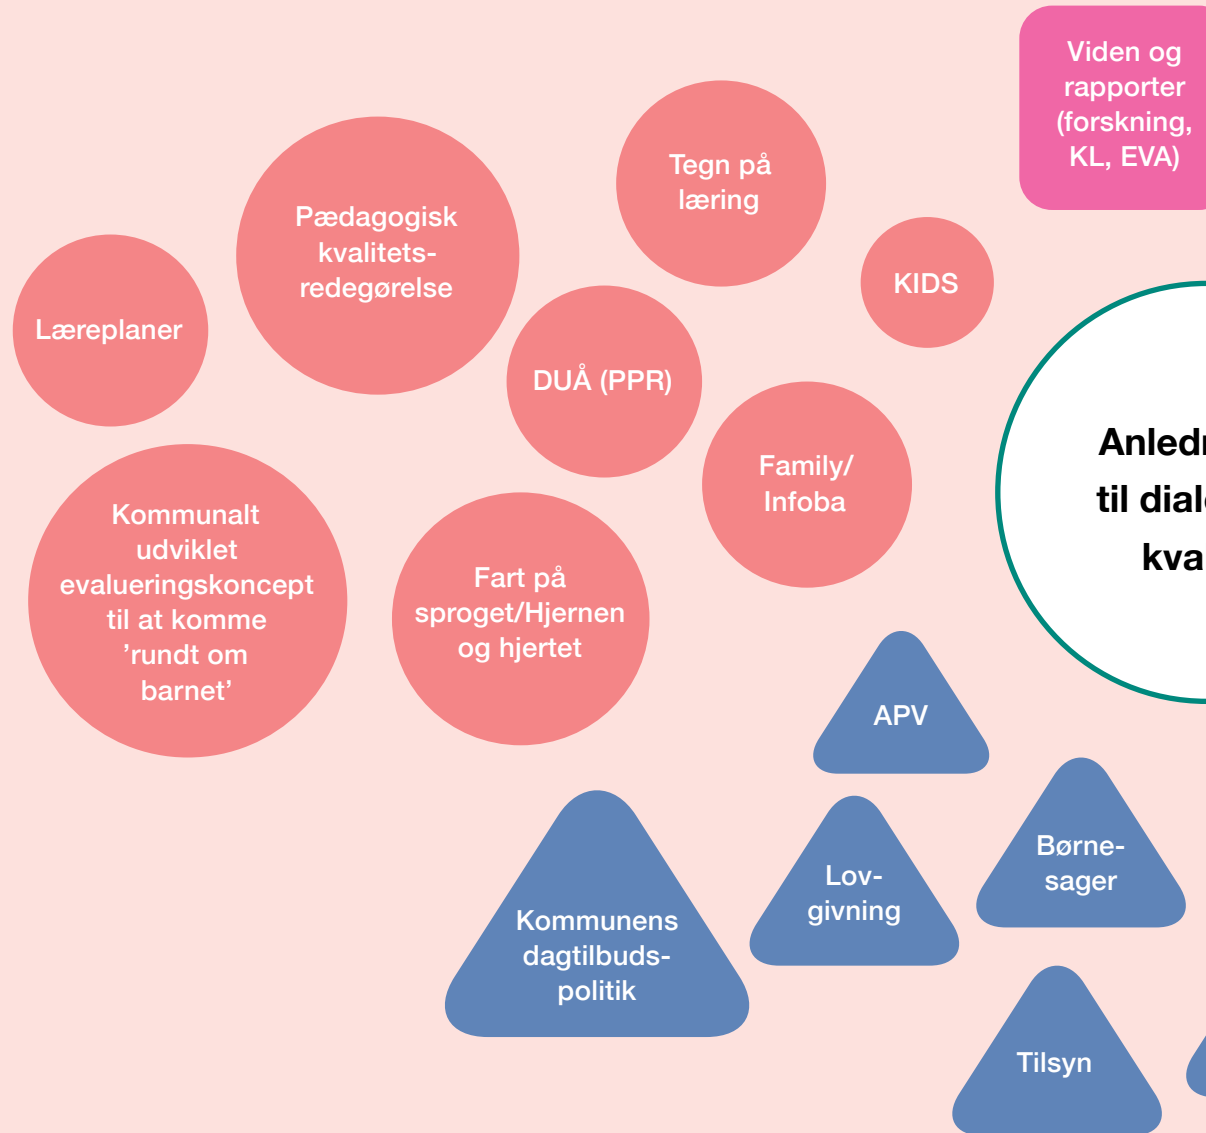 Viden og
rapporter
(forskning,
KL, EVA)
Tegn på
læring
Pædagogisk
kvalitets-
redegørelse
KIDS
Læreplaner
DUÅ (PPR)
Family/
Infoba
Kommunalt
udviklet
evalueringskoncept
til at komme
’rundt om
barnet’
Fart på
sproget/Hjernen
og hjertet
til
APV
Børne-
sager
Lov-
givning
Kommunens
dagtilbuds-
politik
Tilsyn